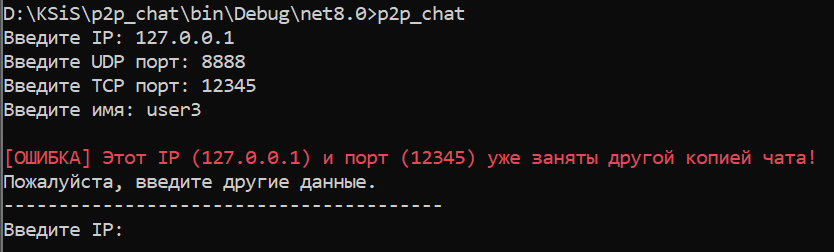 D:\KSiS\p2p_chat\bin\Debug\net8.0>p2p_chat
Введите IP: 127.0.0.1
Введите UDP порт: 8888
Введите TCP порт: 12345
Введите имя: user3
[ОШИБКА] Этот IP (127.0.0.1) и порт (12345) уже заняты другой копией чата!
Пожалуйста, введите другие данные.
----------------------------------------
Введите IP: